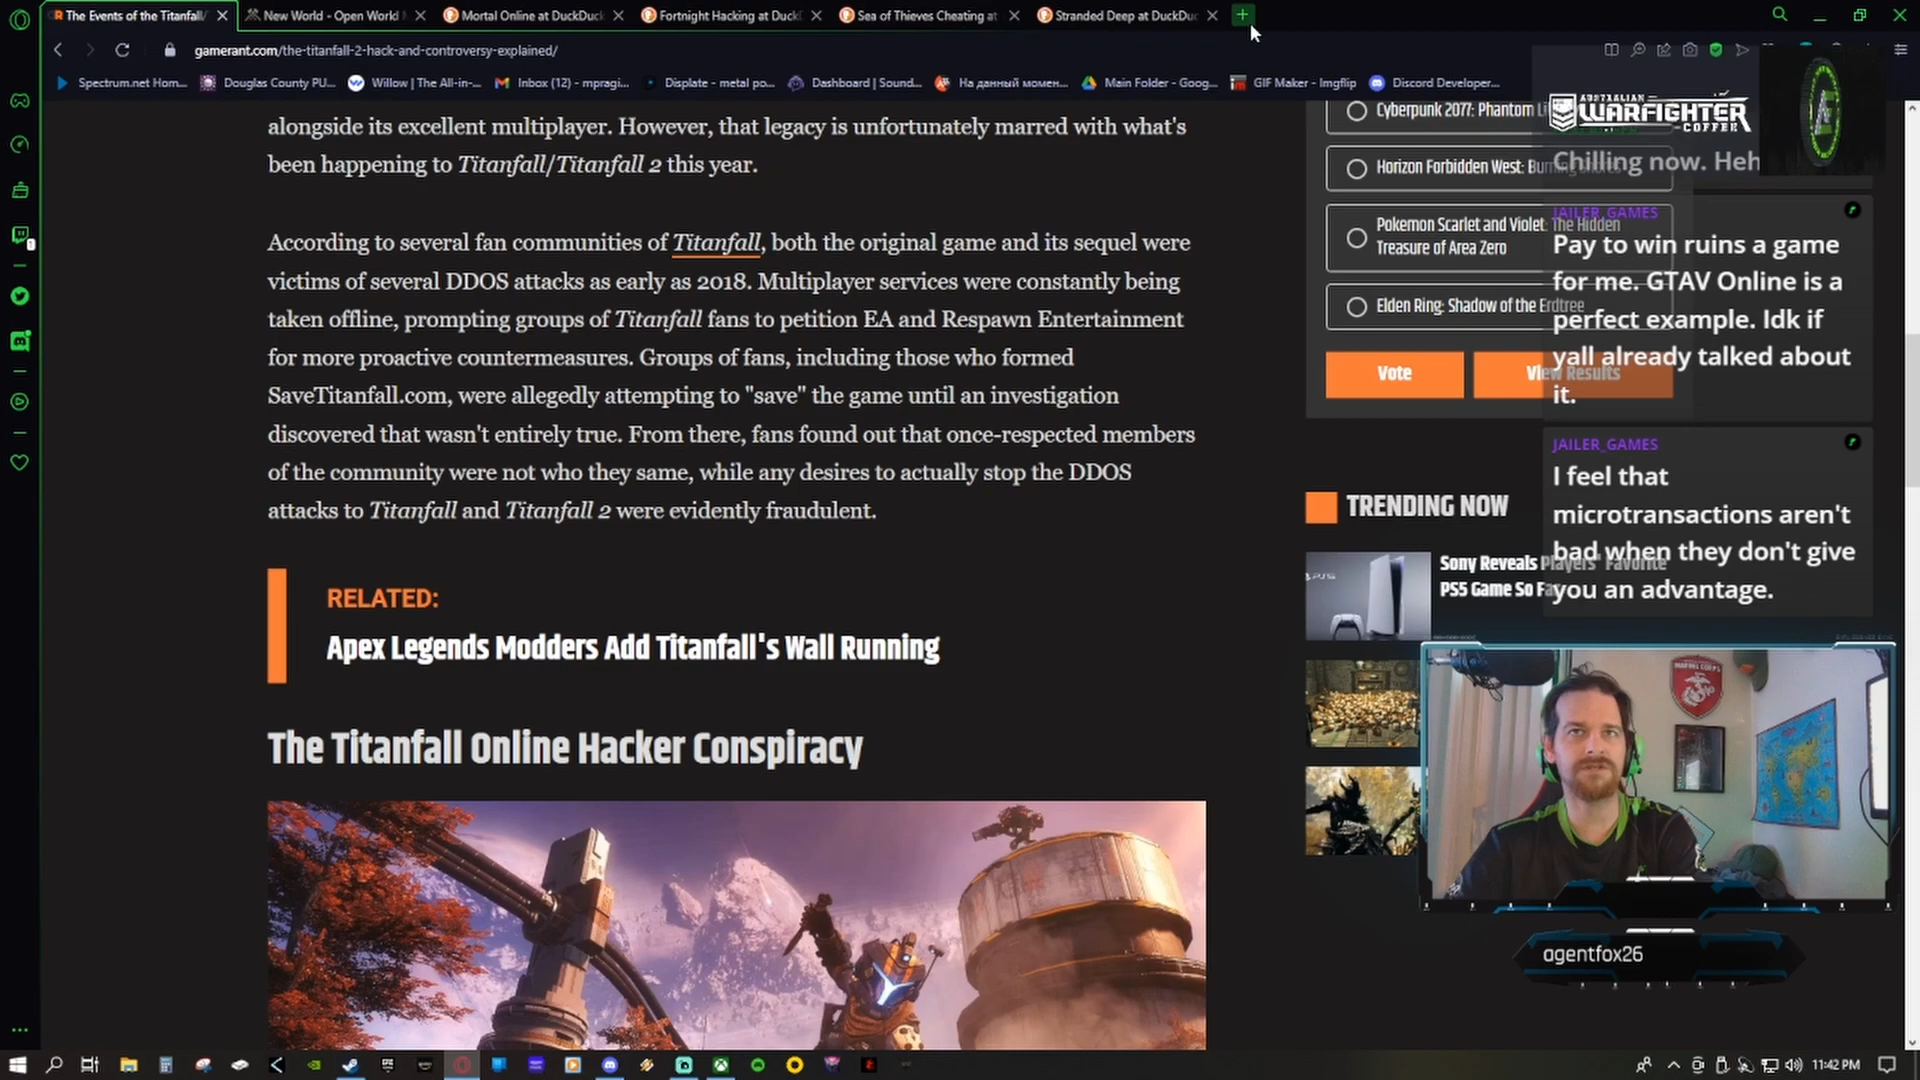 The Events of the Titanfall/
New World - Open World
Mortal Online at DuckDuck
Fortnight Hacking at DuckD
Sea of Thieves Cheating at
Stranded Deep at DuckDuc
gamerant.com/the-titanfall-2-hack-and-controversy-explained/
Spectrum.net Hom...
Douglas County PU...
Willow | The All-in-...
Inbox (12) - mpragi...
Displate - metal po...
Dashboard | Sound...
На данный момен...
Main Folder - Goog...
GIF Maker - Imgflip
Discord Developer...
alongside its excellent multiplayer. However, that legacy is unfortunately marred with what's
been happening to Titanfall/Titanfall 2 this year.
According to several fan communities of Titanfall, both the original game and its sequel were
victims of several DDOS attacks as early as 2018. Multiplayer services were constantly being
taken offline, prompting groups of Titanfall fans to petition EA and Respawn Entertainment
for more proactive countermeasures. Groups of fans, including those who formed
SaveTitanfall.com, were allegedly attempting to "save" the game until an investigation
discovered that wasn't entirely true. From there, fans found out that once-respected members
of the community were not who they same, while any desires to actually stop the DDOS
attacks to Titanfall and Titanfall 2 were evidently fraudulent.
RELATED:
Apex Legends Modders Add Titanfall's Wall Running
The Titanfall Online Hacker Conspiracy
Cyberpunk 2077: Phantom Li
Horizon Forbidden West: Burning Shores
Pokemon Scarlet and Violet: The Hidden
Treasure of Area Zero
Elden Ring: Shadow of the Erdtree
Vote
View Results
TRENDING NOW
Sony Reveals Players' Favorite
PS5 Game So Fa
AUSTRALIAN
WARFIGHTER
COFFEE
Chilling now. Heh
JAILER_GAMES
Pay to win ruins a game
for me. GTAV Online is a
perfect example. Idk if
yall already talked about
it.
JAILER_GAMES
I feel that
microtransactions aren't
bad when they don't give
you an advantage.
MARINE CORPS
agentfox26
11:42 PM